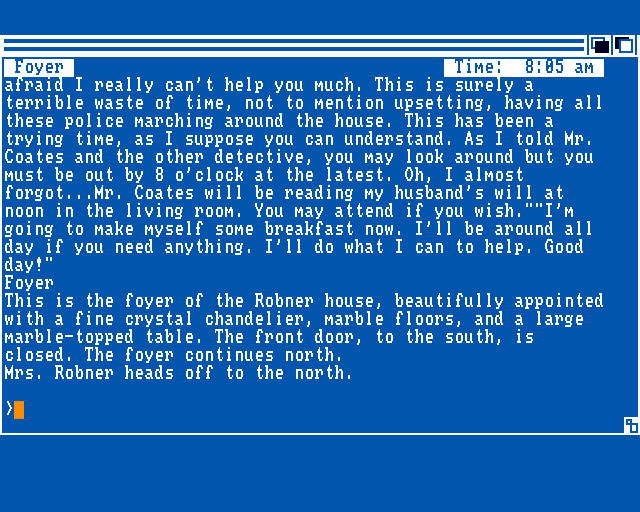 Foyer Time: 8:05 am
afraid I really can't help you much. This is surely a
terrible waste of time, not to mention upsetting, having all
these police marching around the house. This has been a
trying time, as I suppose you can understand. As I told Mr.
Coates and the other detective, you may look around but you
must be out by 8 o'clock at the latest. Oh, I almost
forgot...Mr. Coates will be reading my husband's will at
noon in the living room. You may attend if you wish.""I'm
going to make myself some breakfast now. I'll be around all
day if you need anything. I'll do what I can to help. Good
day!"
Foyer
This is the foyer of the Robner house, beautifully appointed
with a fine crystal chandelier, marble floors, and a large
marble-topped table. The front door, to the south, is
closed. The foyer continues north.
Mrs. Robner heads off to the north.
>